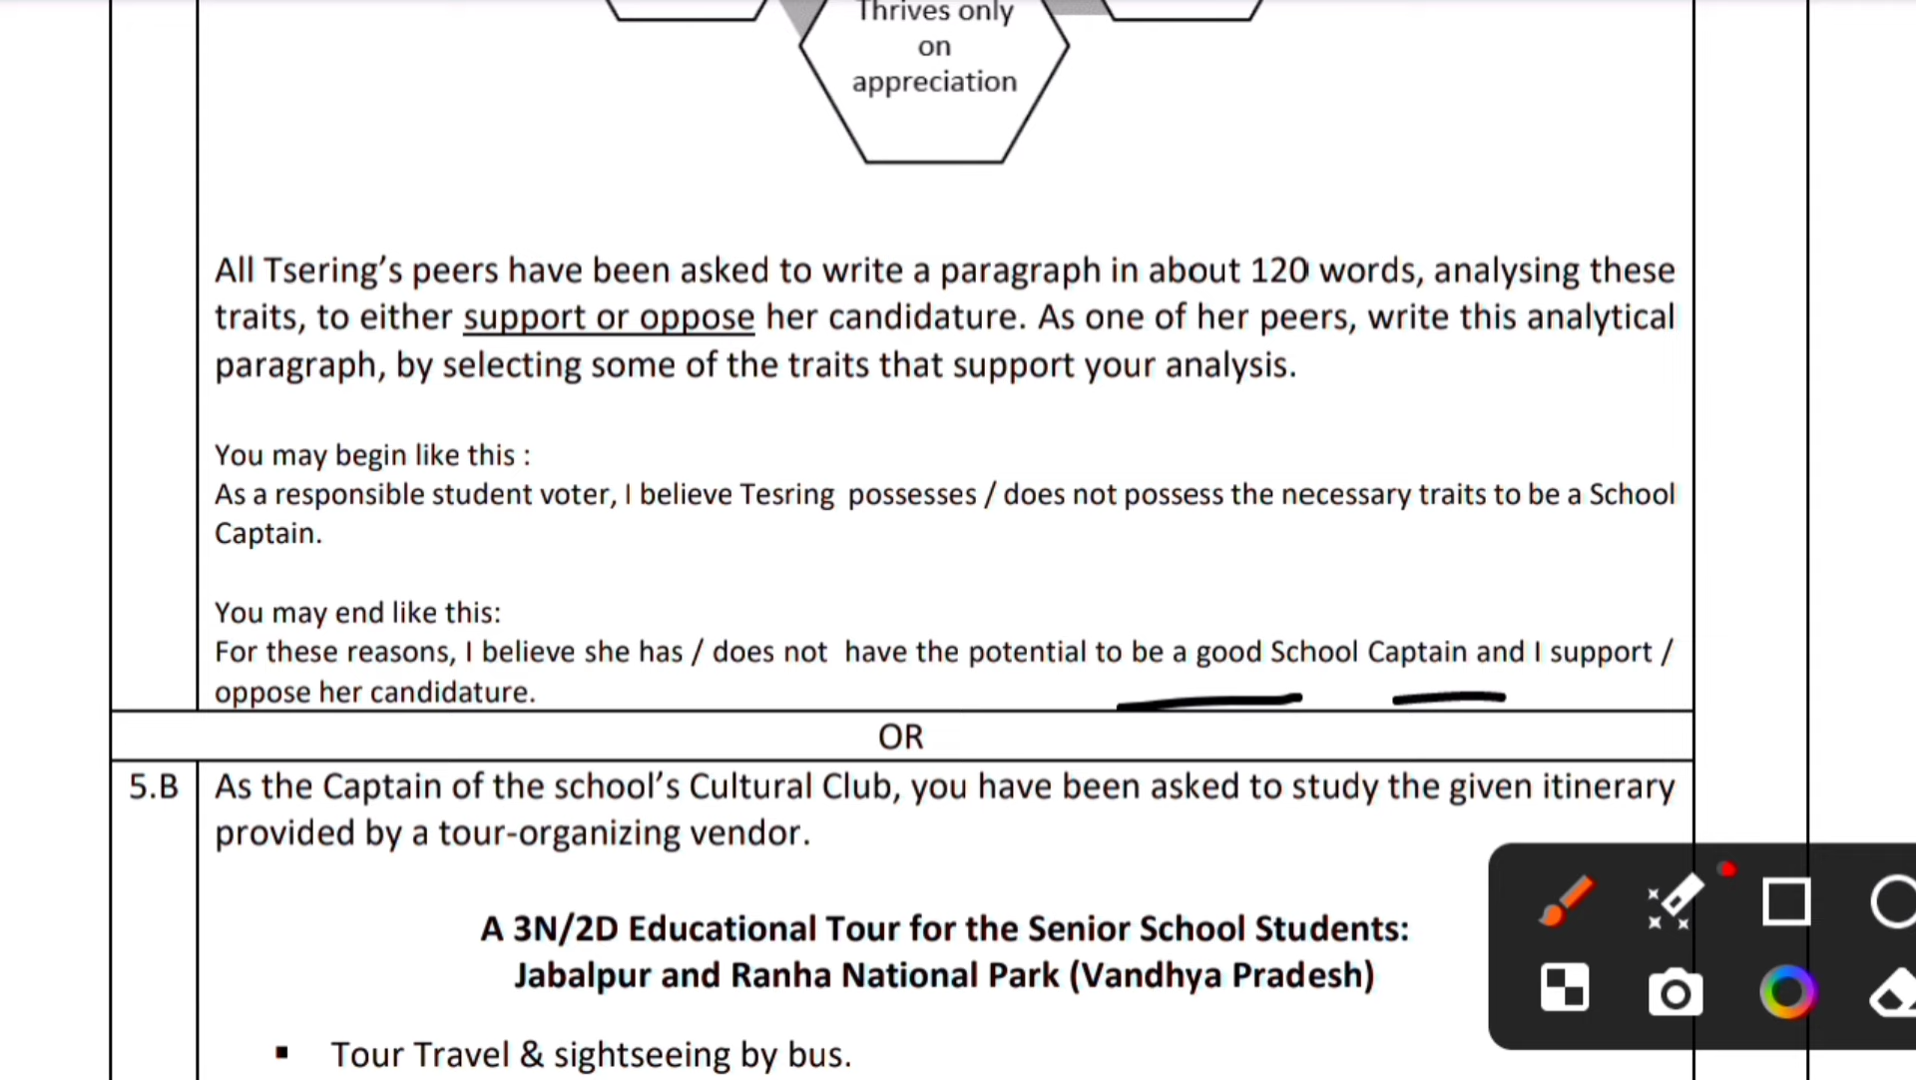 Thrives only
on
appreciation
All Tsering’s peers have been asked to write a paragraph in about 120 words, analysing these
traits, to either support or oppose her candidature. As one of her peers, write this analytical
paragraph, by selecting some of the traits that support your analysis.
You may begin like this :
As a responsible student voter, I believe Tesring possesses / does not possess the necessary traits to be a School
Captain.
You may end like this:
For these reasons, I believe she has / does not have the potential to be a good School Captain and I support /
oppose her candidature.
OR
5.B As the Captain of the school’s Cultural Club, you have been asked to study the given itinerary
provided by a tour-organizing vendor.
A 3N/2D Educational Tour for the Senior School Students:
Jabalpur and Ranha National Park (Vandhya Pradesh)
▪ Tour Travel & sightseeing by bus.